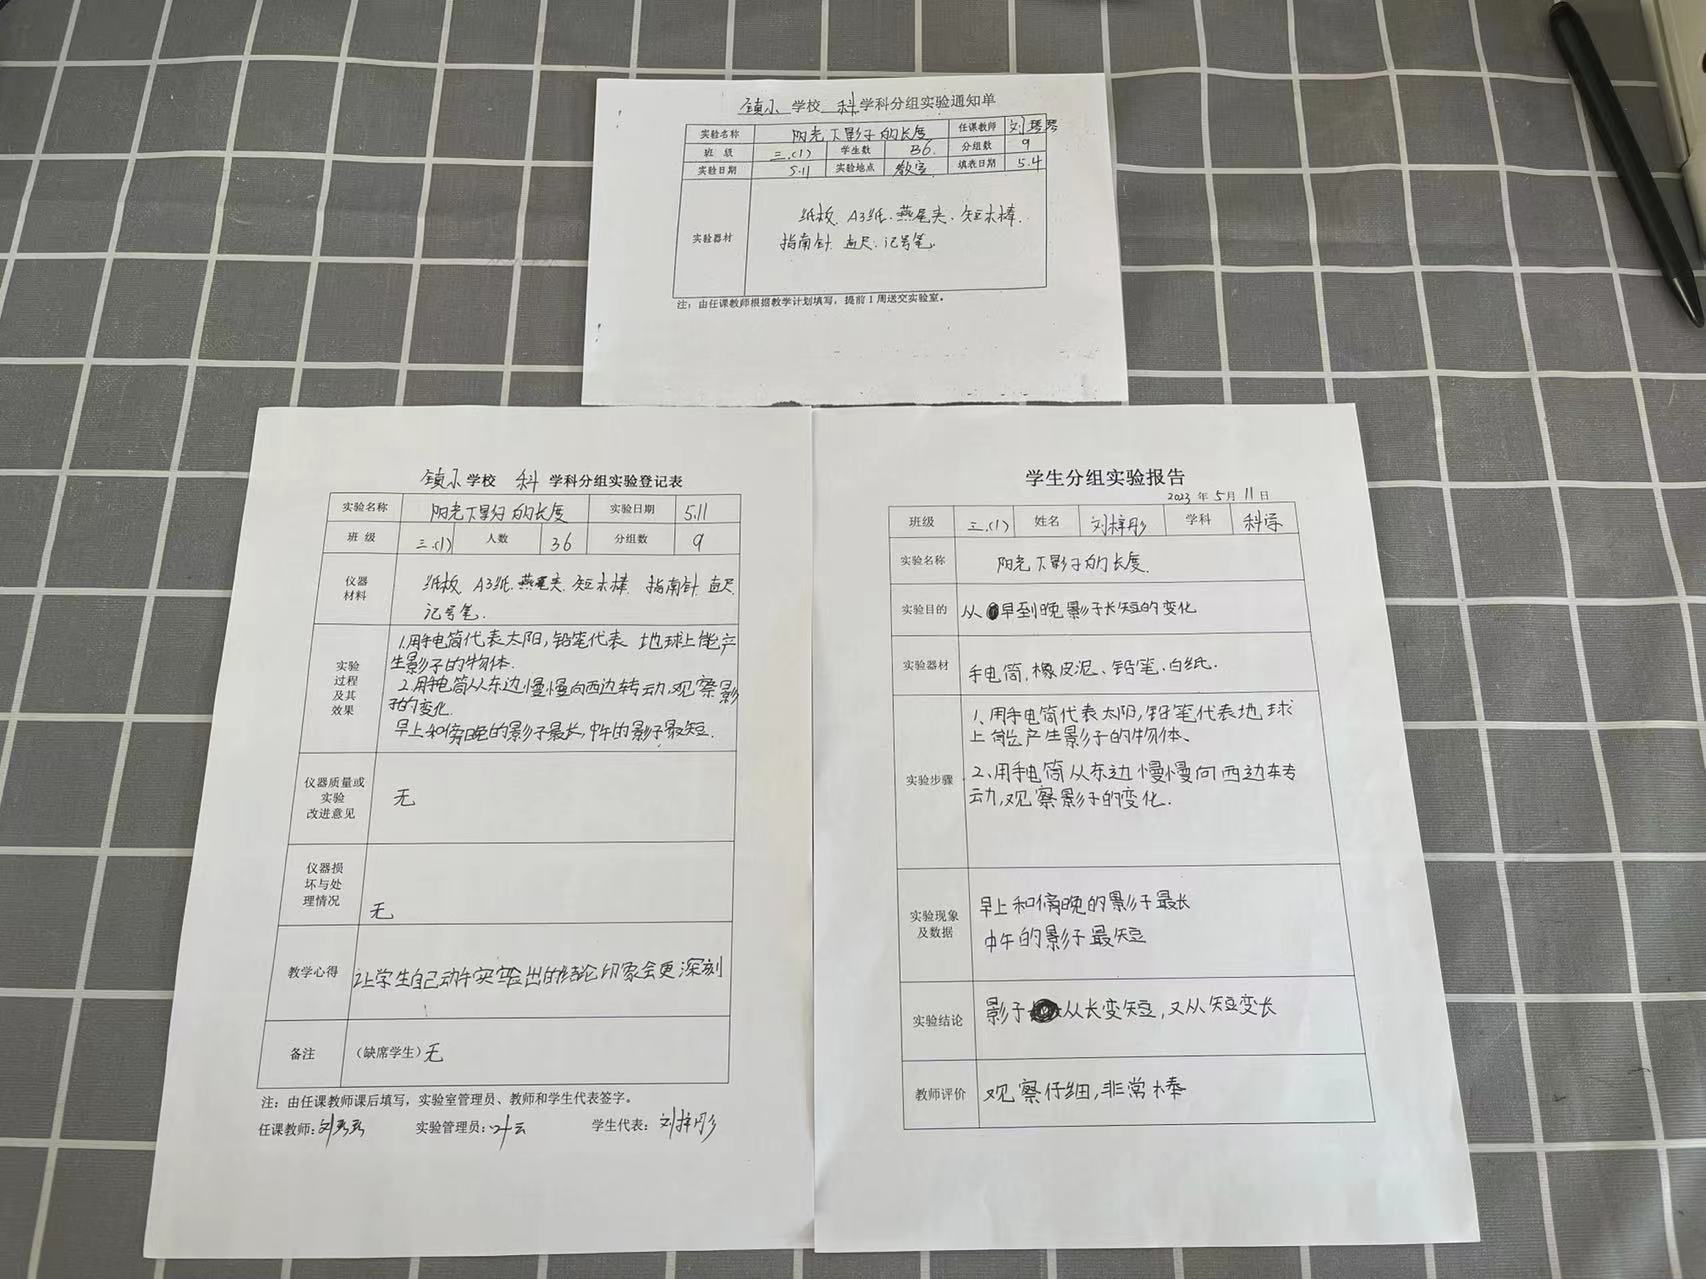 镇小 学校 科 学科分组实验通知单
实验名称 阳光下影子的长度 任课教师 刘琴琴
班 级 三.(1) 学生数 36. 分组数 9
实验日期 5.11 实验地点 教室 填表日期 5.4
实验器材
纸板. A3纸. 燕尾夹. 短木棒.
指南针. 直尺. 记号笔.
注：由任课教师根据教学计划填写，提前1周送交实验室。
镇小 学校 科 学科分组实验登记表
实验名称 阳光下影子的长度 实验日期 5.11
班 级 三.(1) 人数 36 分组数 9
仪器
材料
纸板 A3纸. 燕尾夹. 短木棒 指南针. 直尺
记号笔.
实验
过程
及其
效果
1.用手电筒代表太阳,铅笔代表 地球上能产
生影子的物体.
2.用手电筒从东边慢慢向西边转动,观察影
子的变化.
早上和傍晚的影子最长,中午的影子最短.
仪器质量或
实验
改进意见
无
仪器损
坏与处
理情况
无
教学心得 让学生自己动手实验出的结论印象会更深刻
备注 （缺席学生）无
注：由任课教师课后填写，实验室管理员、教师和学生代表签字。
任课教师: 刘琴琴 实验管理员: 叶云 学生代表: 刘梓彤
学生分组实验报告
2023 年 5 月 11 日
班级 三.(1) 姓名 刘梓彤 学科 科学
实验名称 阳光下影子的长度.
实验目的 从早到晚影子长短的变化
实验器材 手电筒,橡皮泥、铅笔、白纸.
实验步骤
1、用手电筒代表太阳,铅笔代表地球
上能产生影子的物体、
2、用手电筒从东边慢慢向西边转
动,观察影子的变化.
实验现象
及数据
早上和傍晚的影子最长
中午的影子最短
实验结论 影子从长变短,又从短变长
教师评价 观察仔细,非常棒